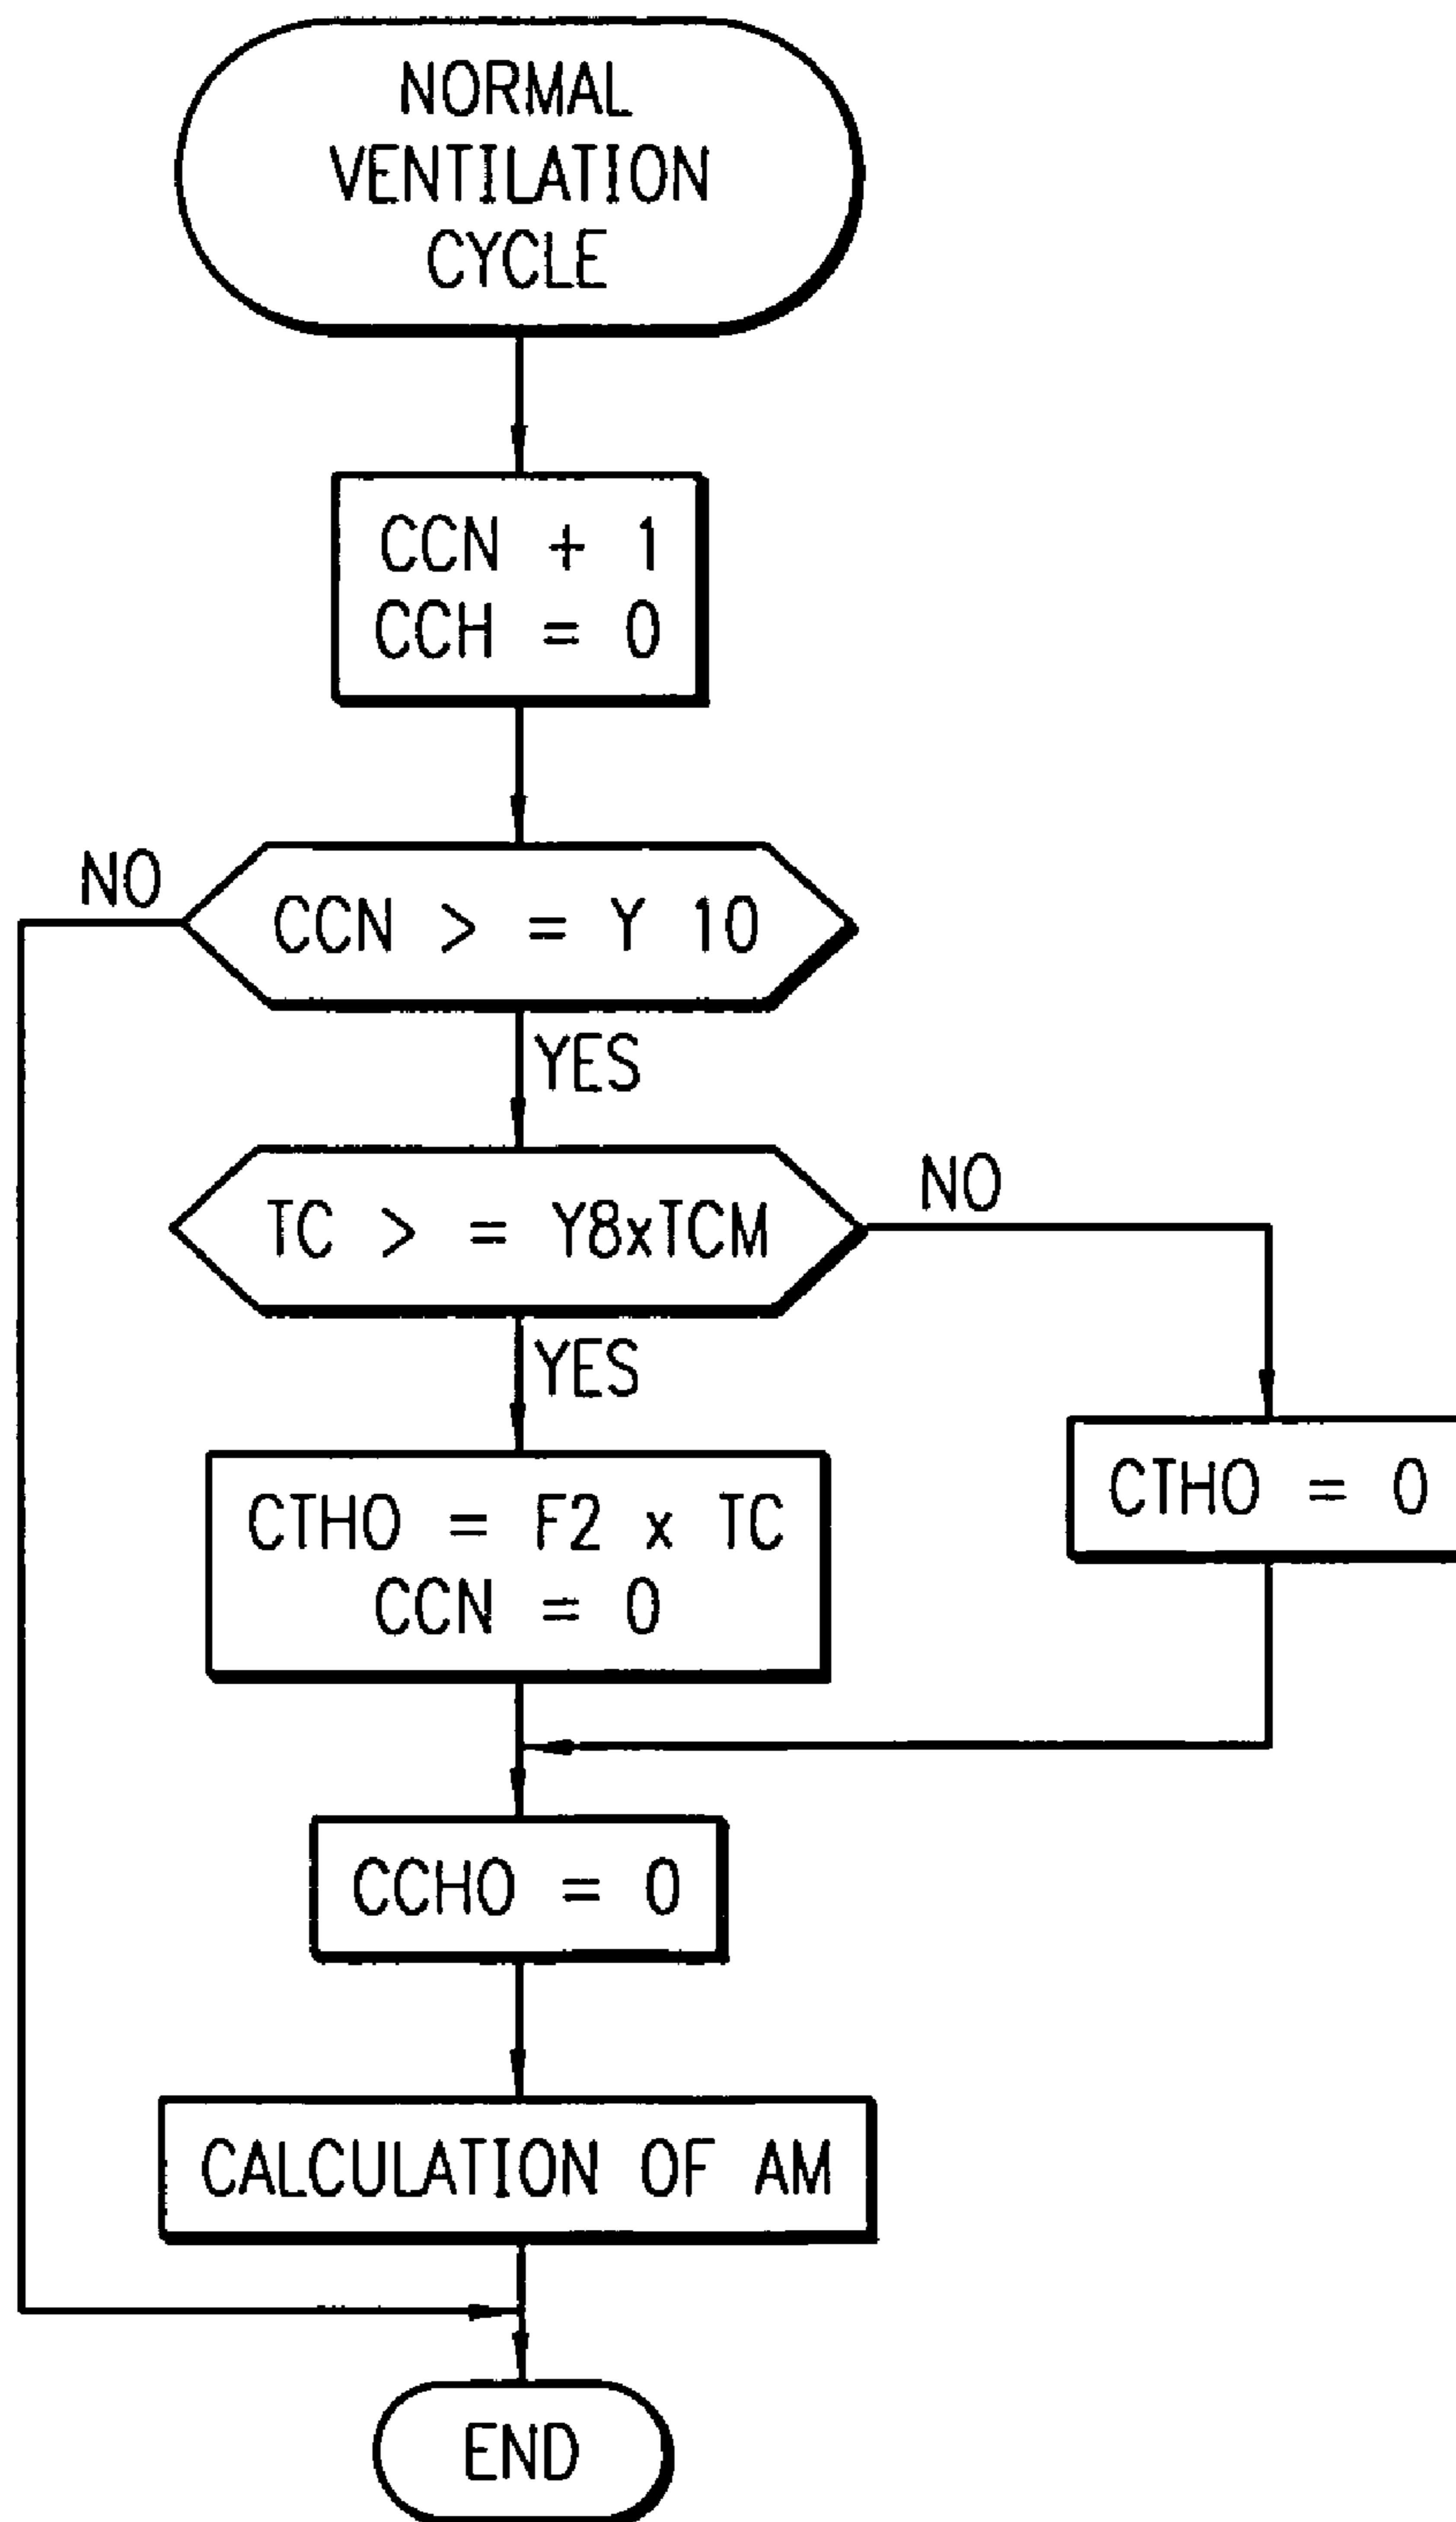 NORMAL
VENTILATION
CYCLE
CCN + 1
CCH = 0
NO
CCN > = Y 10
YES
TC > = Y8xTCM
NO
YES
CTHO = F2 x TC
CCN = 0
CTHO = 0
CCHO = 0
CALCULATION OF AM
END